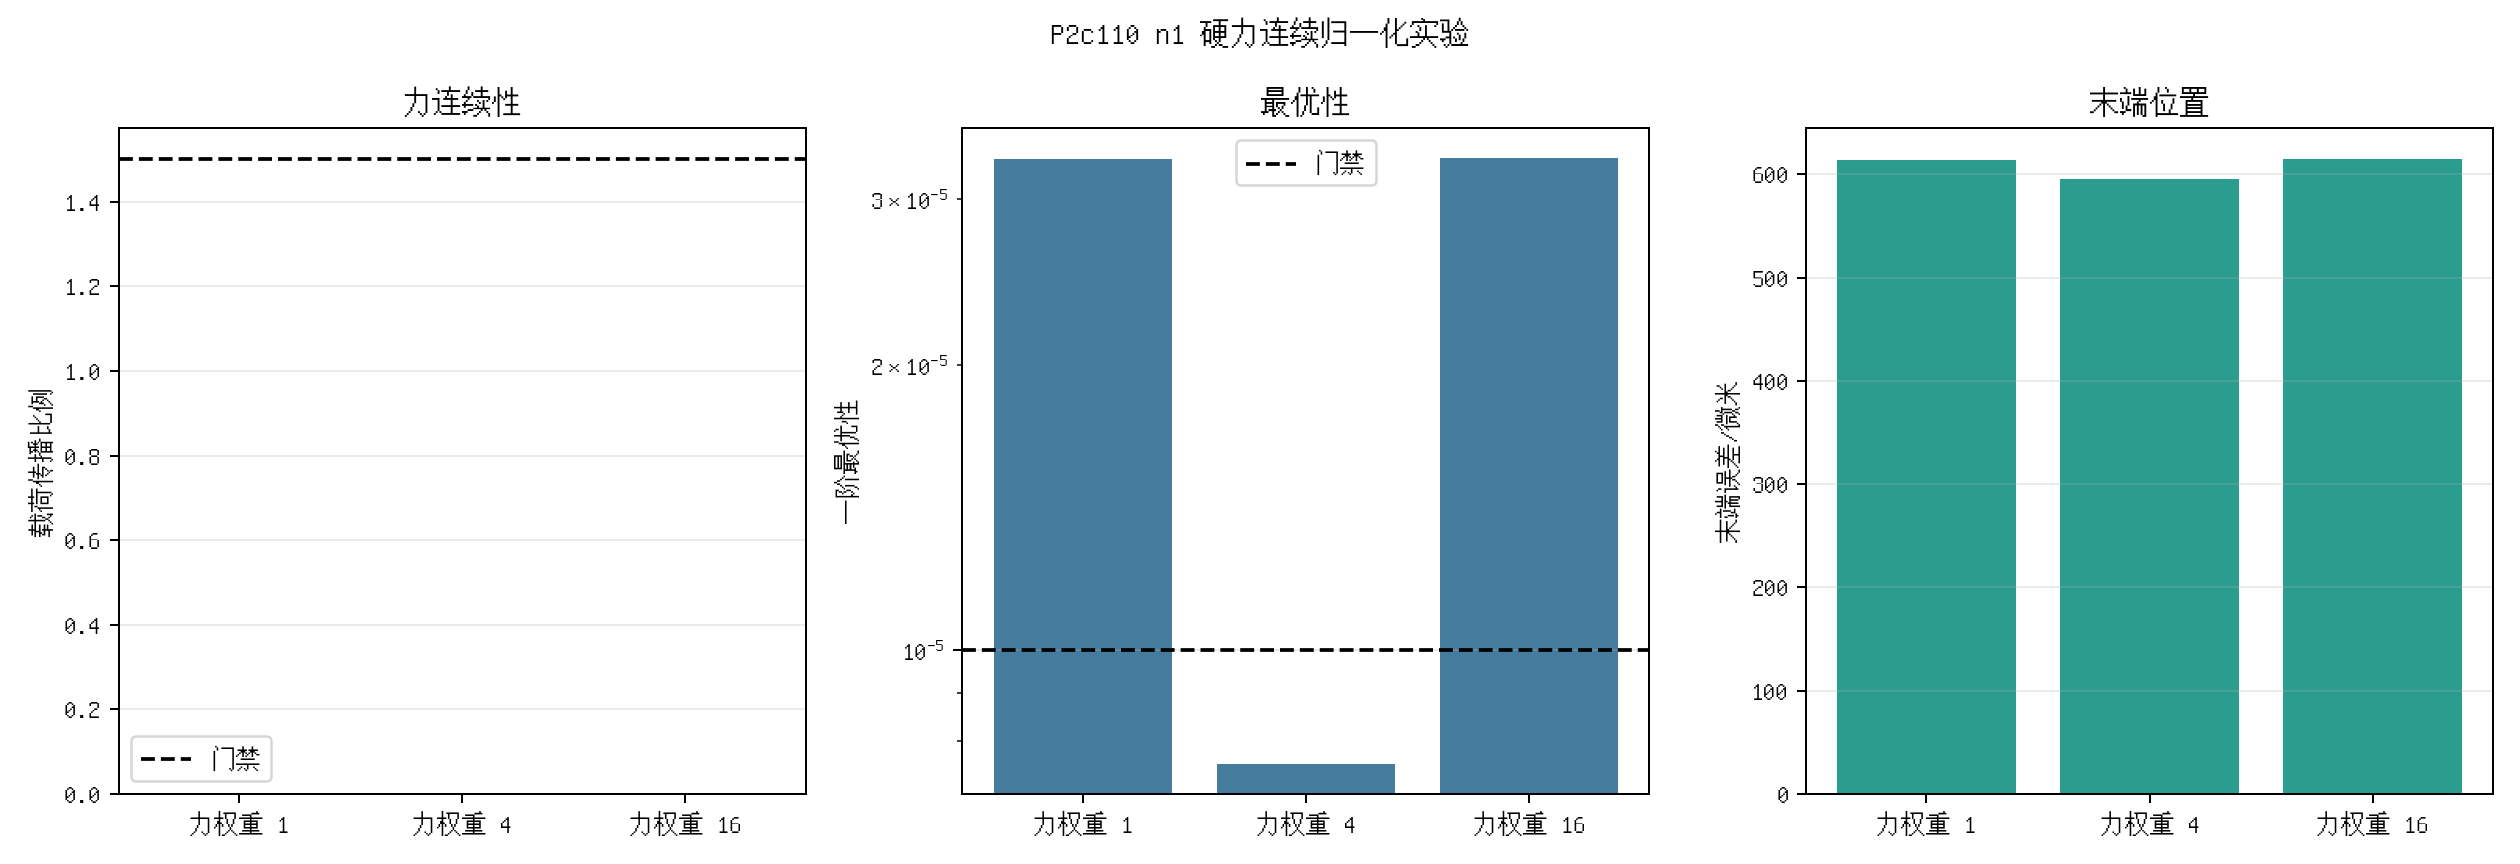 P2c110 n1 硬力连续归一化实验
力连续性
载荷传播比例
1.4
1.2
1.0
0.8
0.6
0.4
0.2
0.0
门禁
力权重 1
力权重 4
力权重 16
最优性
一阶最优性
3×10⁻⁵
2×10⁻⁵
10⁻⁵
门禁
力权重 1
力权重 4
力权重 16
末端位置
末端误差/微米
600
500
400
300
200
100
0
力权重 1
力权重 4
力权重 16